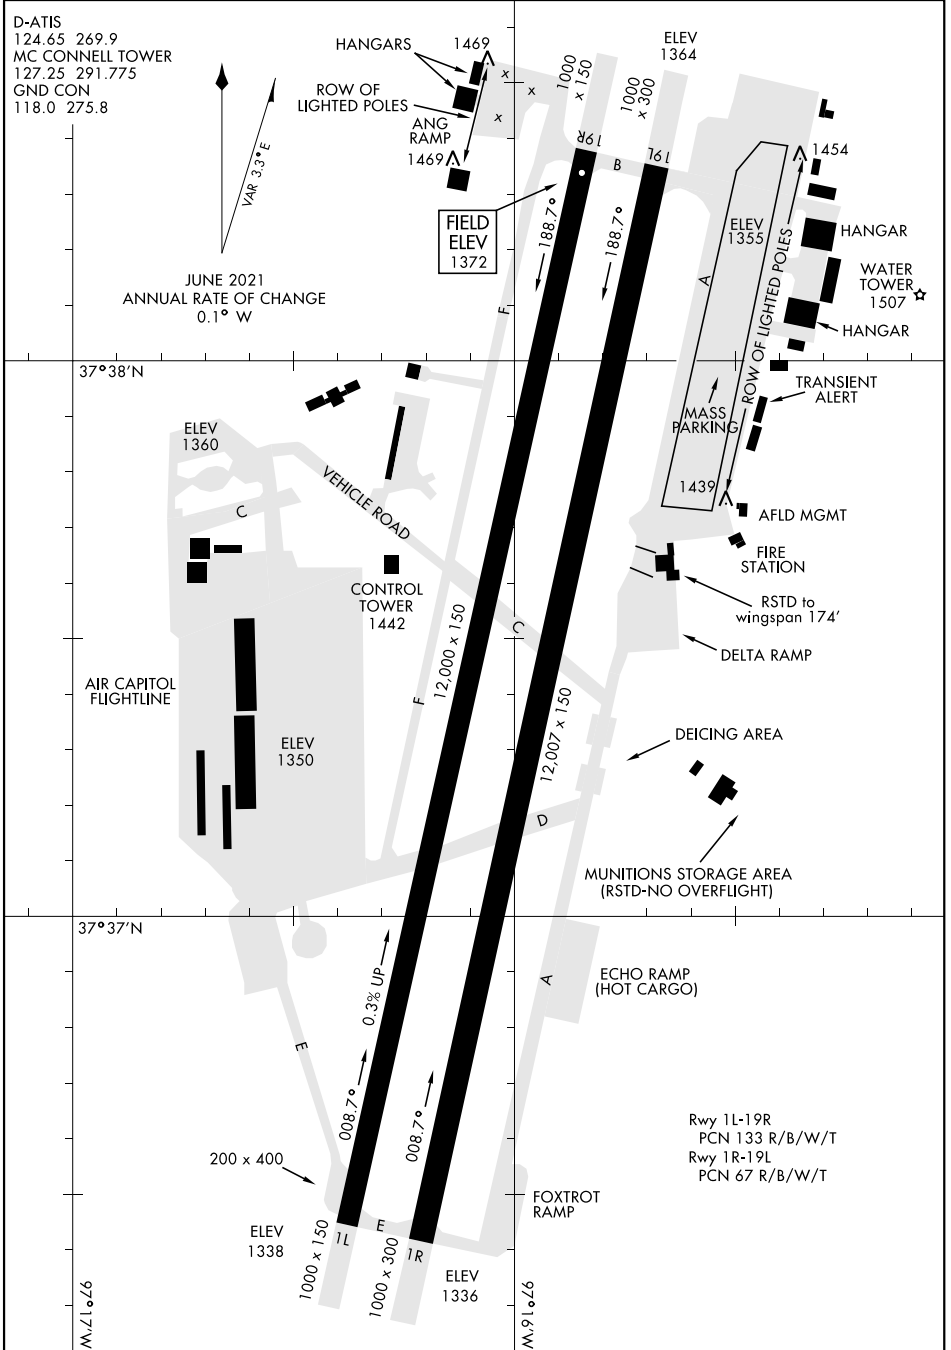 D-ATIS
124.65 269.9
MC CONNELL TOWER
127.25 291.775
GND CON
118.0 275.8
VAR 3.3° E
JUNE 2021
ANNUAL RATE OF CHANGE
0.1° W
HANGARS
1469
ROW OF
LIGHTED POLES
ANG
RAMP
1469
x
x
x
1000
x 150
1000
x 300
ELEV
1364
19R
19L
B
FIELD
ELEV
1372
188.7°
188.7°
1454
ELEV
1355
HANGAR
WATER
TOWER
1507
HANGAR
A
F
ROW OF LIGHTED POLES
37°38'N
TRANSIENT
ALERT
MASS
PARKING
ELEV
1360
VEHICLE ROAD
C
1439
AFLD MGMT
FIRE
STATION
CONTROL
TOWER
1442
RSTD to
wingspan 174'
C
DELTA RAMP
12,000 x 150
F
AIR CAPITOL
FLIGHTLINE
ELEV
1350
12,007 x 150
DEICING AREA
D
MUNITIONS STORAGE AREA
(RSTD-NO OVERFLIGHT)
37°37'N
0.3% UP
A
ECHO RAMP
(HOT CARGO)
E
008.7°
008.7°
Rwy 1L-19R
PCN 133 R/B/W/T
Rwy 1R-19L
PCN 67 R/B/W/T
200 x 400
FOXTROT
RAMP
ELEV
1338
1000 x 150
1L
E
1000 x 300
1R
ELEV
1336
97°17'W
97°16'W